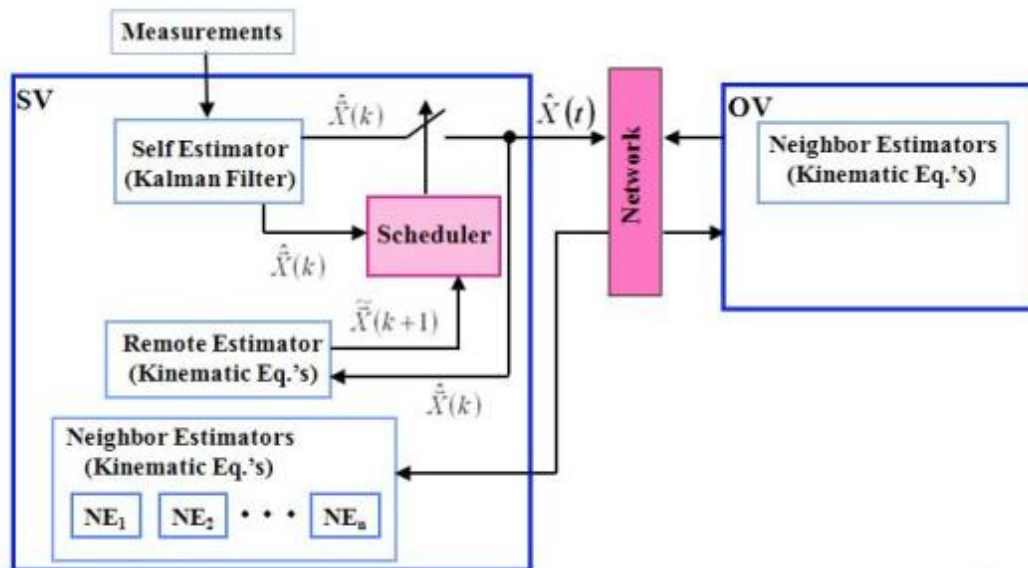 Measurements
SV
Self Estimator
(Kalman Filter)
X̂(k)
X̂(t)
Scheduler
X̂(k)
X̃(k+1)
Remote Estimator
(Kinematic Eq.'s)
X̂(k)
Neighbor Estimators
(Kinematic Eq.'s)
NE₁ NE₂ • • • NEₙ
Network
OV
Neighbor Estimators
(Kinematic Eq.'s)